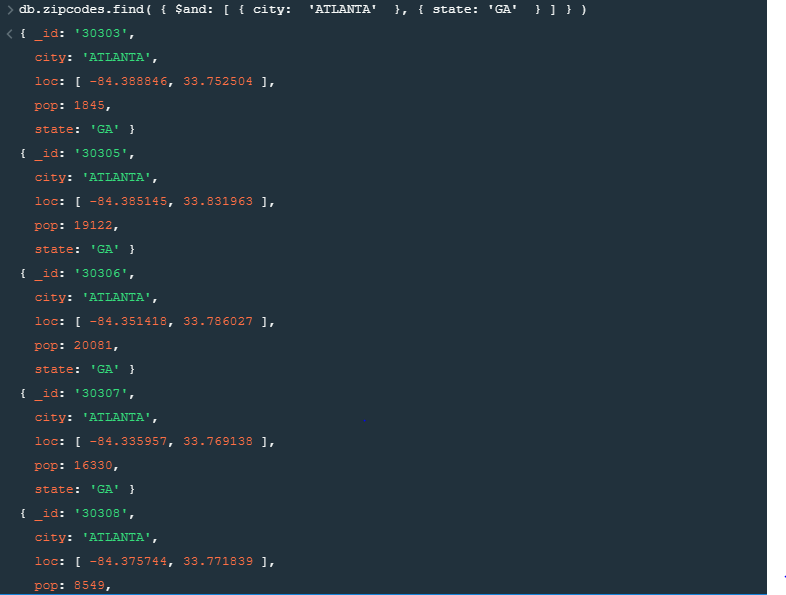 > db.zipcodes.find( { $and: [ { city:  'ATLANTA'  }, { state: 'GA'  } ] } )
< { _id: '30303',
city: 'ATLANTA',
loc: [ -84.388846, 33.752504 ],
pop: 1845,
state: 'GA' }
{ _id: '30305',
city: 'ATLANTA',
loc: [ -84.385145, 33.831963 ],
pop: 19122,
state: 'GA' }
{ _id: '30306',
city: 'ATLANTA',
loc: [ -84.351418, 33.786027 ],
pop: 20081,
state: 'GA' }
{ _id: '30307',
city: 'ATLANTA',
loc: [ -84.335957, 33.769138 ],
pop: 16330,
state: 'GA' }
{ _id: '30308',
city: 'ATLANTA',
loc: [ -84.375744, 33.771839 ],
pop: 8549,